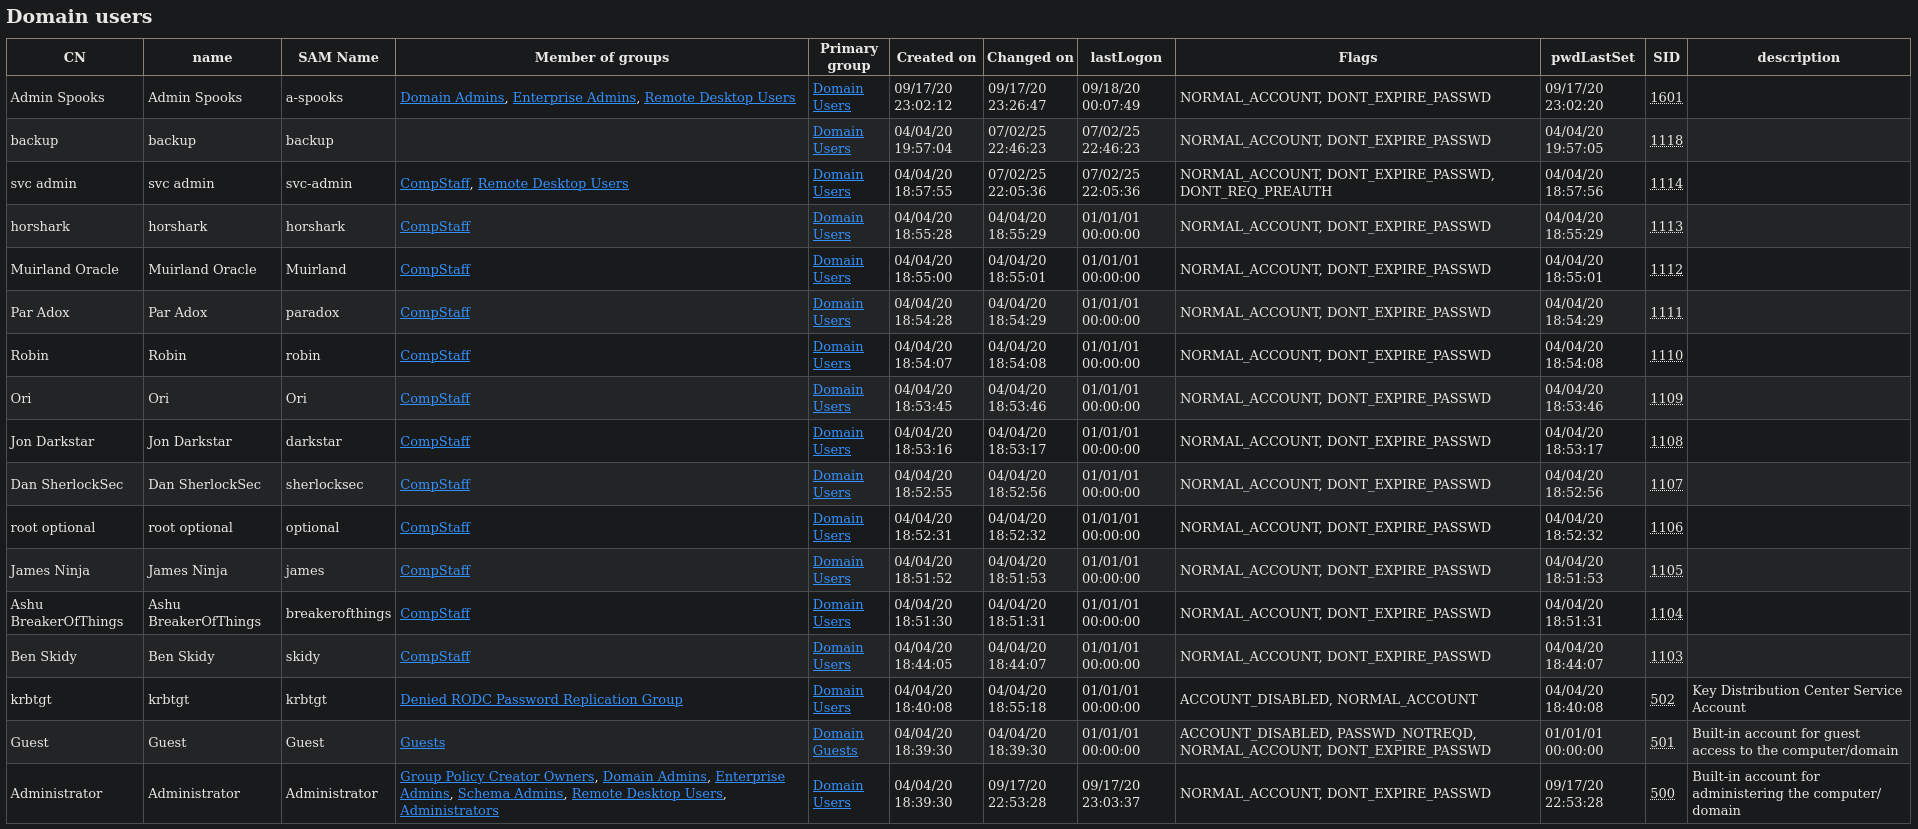 Domain users
CN name SAM Name Member of groups Primary group Created on Changed on lastLogon Flags pwdLastSet SID description
Admin Spooks Admin Spooks a-spooks Domain Admins, Enterprise Admins, Remote Desktop Users Domain Users 09/17/20 23:02:12 09/17/20 23:26:47 09/18/20 00:07:49 NORMAL_ACCOUNT, DONT_EXPIRE_PASSWD 09/17/20 23:02:20 1601
backup backup backup Domain Users 04/04/20 19:57:04 07/02/25 22:46:23 07/02/25 22:46:23 NORMAL_ACCOUNT, DONT_EXPIRE_PASSWD 04/04/20 19:57:05 1118
svc admin svc admin svc-admin CompStaff, Remote Desktop Users Domain Users 04/04/20 18:57:55 07/02/25 22:05:36 07/02/25 22:05:36 NORMAL_ACCOUNT, DONT_EXPIRE_PASSWD, DONT_REQ_PREAUTH 04/04/20 18:57:56 1114
horshark horshark horshark CompStaff Domain Users 04/04/20 18:55:28 04/04/20 18:55:29 01/01/01 00:00:00 NORMAL_ACCOUNT, DONT_EXPIRE_PASSWD 04/04/20 18:55:29 1113
Muirland Oracle Muirland Oracle Muirland CompStaff Domain Users 04/04/20 18:55:00 04/04/20 18:55:01 01/01/01 00:00:00 NORMAL_ACCOUNT, DONT_EXPIRE_PASSWD 04/04/20 18:55:01 1112
Par Adox Par Adox paradox CompStaff Domain Users 04/04/20 18:54:28 04/04/20 18:54:29 01/01/01 00:00:00 NORMAL_ACCOUNT, DONT_EXPIRE_PASSWD 04/04/20 18:54:29 1111
Robin Robin robin CompStaff Domain Users 04/04/20 18:54:07 04/04/20 18:54:08 01/01/01 00:00:00 NORMAL_ACCOUNT, DONT_EXPIRE_PASSWD 04/04/20 18:54:08 1110
Ori Ori Ori CompStaff Domain Users 04/04/20 18:53:45 04/04/20 18:53:46 01/01/01 00:00:00 NORMAL_ACCOUNT, DONT_EXPIRE_PASSWD 04/04/20 18:53:46 1109
Jon Darkstar Jon Darkstar darkstar CompStaff Domain Users 04/04/20 18:53:16 04/04/20 18:53:17 01/01/01 00:00:00 NORMAL_ACCOUNT, DONT_EXPIRE_PASSWD 04/04/20 18:53:17 1108
Dan SherlockSec Dan SherlockSec sherlocksec CompStaff Domain Users 04/04/20 18:52:55 04/04/20 18:52:56 01/01/01 00:00:00 NORMAL_ACCOUNT, DONT_EXPIRE_PASSWD 04/04/20 18:52:56 1107
root optional root optional optional CompStaff Domain Users 04/04/20 18:52:31 04/04/20 18:52:32 01/01/01 00:00:00 NORMAL_ACCOUNT, DONT_EXPIRE_PASSWD 04/04/20 18:52:32 1106
James Ninja James Ninja james CompStaff Domain Users 04/04/20 18:51:52 04/04/20 18:51:53 01/01/01 00:00:00 NORMAL_ACCOUNT, DONT_EXPIRE_PASSWD 04/04/20 18:51:53 1105
Ashu BreakerOfThings Ashu BreakerOfThings breakerofthings CompStaff Domain Users 04/04/20 18:51:30 04/04/20 18:51:31 01/01/01 00:00:00 NORMAL_ACCOUNT, DONT_EXPIRE_PASSWD 04/04/20 18:51:31 1104
Ben Skidy Ben Skidy skidy CompStaff Domain Users 04/04/20 18:44:05 04/04/20 18:44:07 01/01/01 00:00:00 NORMAL_ACCOUNT, DONT_EXPIRE_PASSWD 04/04/20 18:44:07 1103
krbtgt krbtgt krbtgt Denied RODC Password Replication Group Domain Users 04/04/20 18:40:08 04/04/20 18:55:18 01/01/01 00:00:00 ACCOUNT_DISABLED, NORMAL_ACCOUNT 04/04/20 18:40:08 502 Key Distribution Center Service Account
Guest Guest Guest Guests Domain Guests 04/04/20 18:39:30 04/04/20 18:39:30 01/01/01 00:00:00 ACCOUNT_DISABLED, PASSWD_NOTREQD, NORMAL_ACCOUNT, DONT_EXPIRE_PASSWD 01/01/01 00:00:00 501 Built-in account for guest access to the computer/domain
Administrator Administrator Administrator Group Policy Creator Owners, Domain Admins, Enterprise Admins, Schema Admins, Remote Desktop Users, Administrators Domain Users 04/04/20 18:39:30 09/17/20 22:53:28 09/17/20 23:03:37 NORMAL_ACCOUNT, DONT_EXPIRE_PASSWD 09/17/20 22:53:28 500 Built-in account for administering the computer/domain